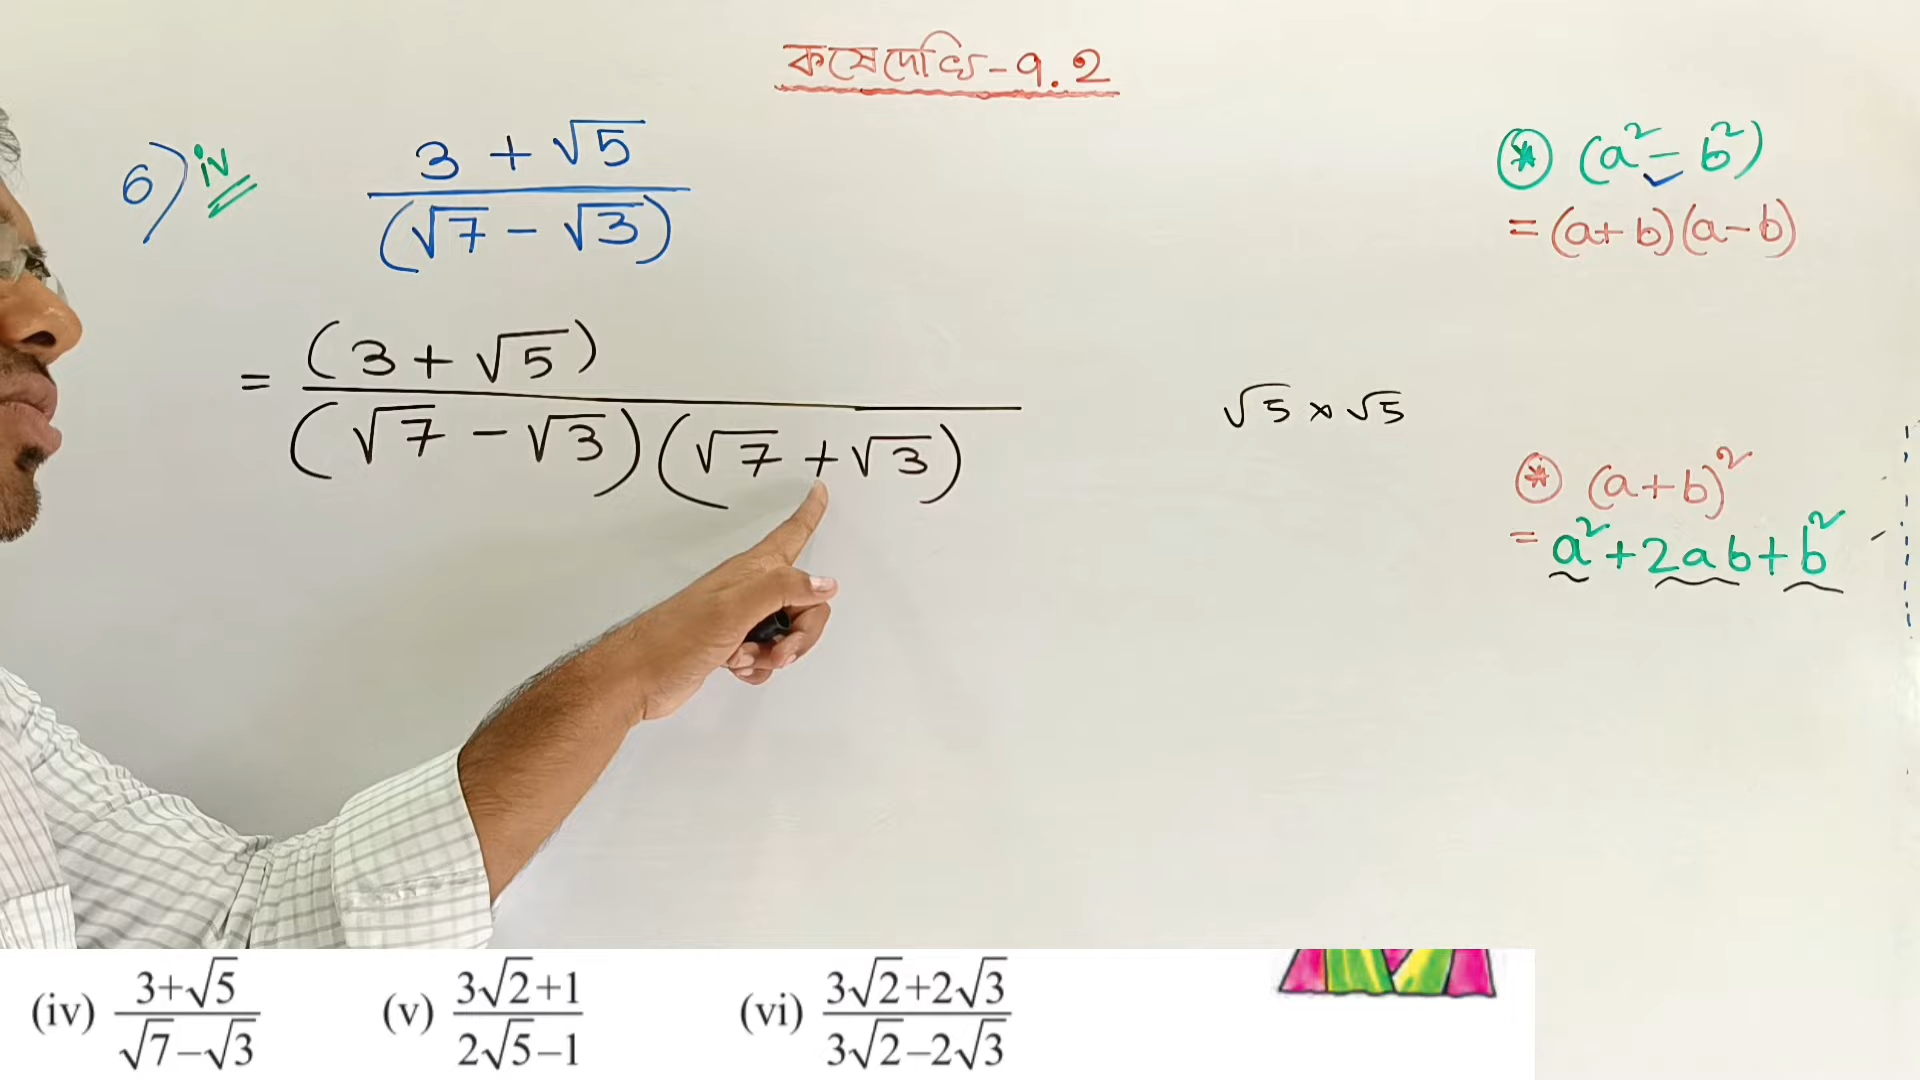 কষে দেখি - 9.2
6) iv
3 + √5
(√7 - √3)
= (3 + √5)
(√7 - √3)(√7 + √3)
√5 × √5
* (a² - b²)
= (a+b)(a-b)
* (a+b)²
= a² + 2ab + b²
(iv) 3+√5 / √7–√3 (v) 3√2+1 / 2√5–1 (vi) 3√2+2√3 / 3√2–2√3